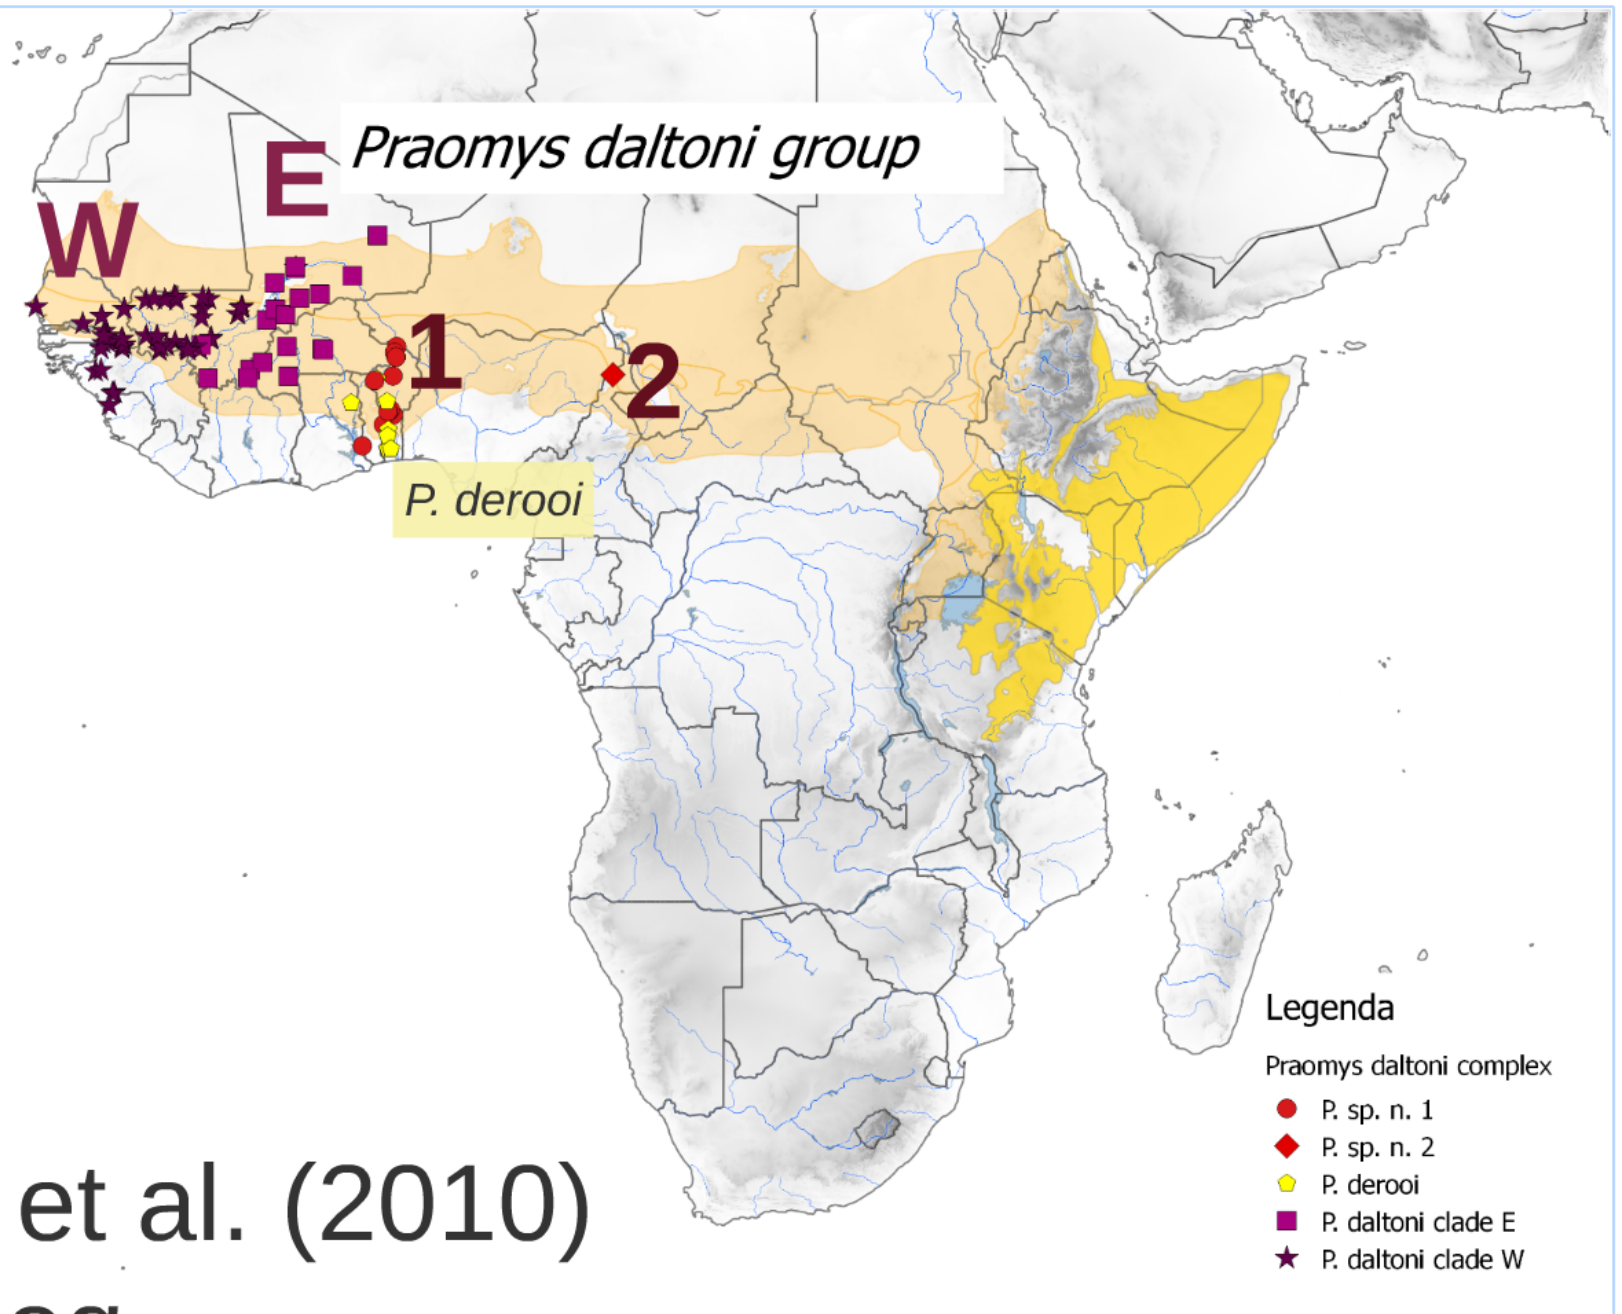 Praomys daltoni group
E
W
1
2
P. derooi
Legenda
Praomys daltoni complex
P. sp. n. 1
P. sp. n. 2
P. derooi
P. daltoni clade E
P. daltoni clade W
et al. (2010)